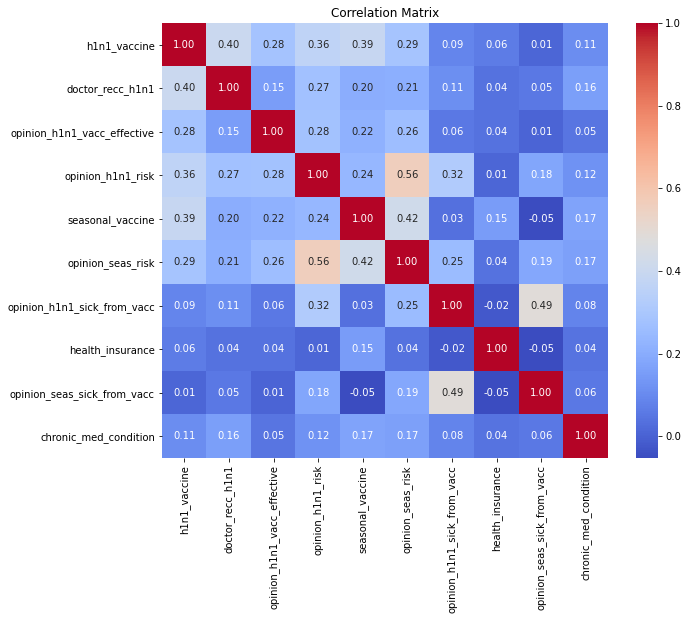 Correlation Matrix
h1n1_vaccine 1.00 0.40 0.28 0.36 0.39 0.29 0.09 0.06 0.01 0.11
doctor_recc_h1n1 0.40 1.00 0.15 0.27 0.20 0.21 0.11 0.04 0.05 0.16
opinion_h1n1_vacc_effective 0.28 0.15 1.00 0.28 0.22 0.26 0.06 0.04 0.01 0.05
opinion_h1n1_risk 0.36 0.27 0.28 1.00 0.24 0.56 0.32 0.01 0.18 0.12
seasonal_vaccine 0.39 0.20 0.22 0.24 1.00 0.42 0.03 0.15 -0.05 0.17
opinion_seas_risk 0.29 0.21 0.26 0.56 0.42 1.00 0.25 0.04 0.19 0.17
opinion_h1n1_sick_from_vacc 0.09 0.11 0.06 0.32 0.03 0.25 1.00 -0.02 0.49 0.08
health_insurance 0.06 0.04 0.04 0.01 0.15 0.04 -0.02 1.00 -0.05 0.04
opinion_seas_sick_from_vacc 0.01 0.05 0.01 0.18 -0.05 0.19 0.49 -0.05 1.00 0.06
chronic_med_condition 0.11 0.16 0.05 0.12 0.17 0.17 0.08 0.04 0.06 1.00
h1n1_vaccine
doctor_recc_h1n1
opinion_h1n1_vacc_effective
opinion_h1n1_risk
seasonal_vaccine
opinion_seas_risk
opinion_h1n1_sick_from_vacc
health_insurance
opinion_seas_sick_from_vacc
chronic_med_condition
1.0
0.8
0.6
0.4
0.2
0.0